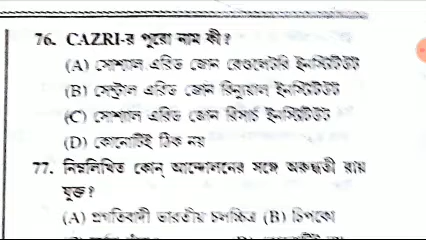 76. CAZRI-র পুরো নাম কী?
(A) স্পেশাল এরিড জোন রেগুলেটরি ইনস্টিটিউট
(B) সেন্ট্রাল এরিড জোন রিনুয়াল ইনস্টিটিউট
(C) স্পেশাল এরিড জোন রিসার্চ ইনস্টিটিউট
(D) কোনোটিই ঠিক নয়
77. নিম্নলিখিত কোন্ আন্দোলনের সঙ্গে অরুন্ধতী রায়
যুক্ত?
(A) প্রগতিবাদী ভারতীয় চলচ্চিত্র (B) চিপকো